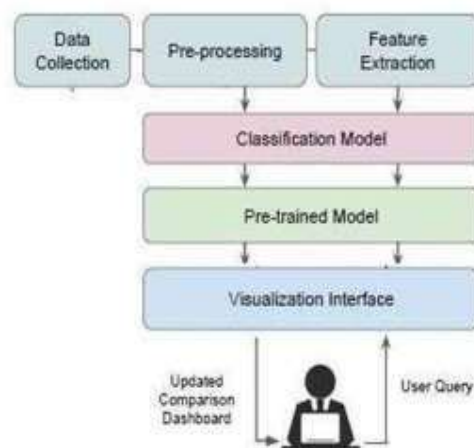 Data
Collection
Pre-processing
Feature
Extraction
Classification Model
Pre-trained Model
Visualization Interface
Updated
Comparison
Dashboard
User Query